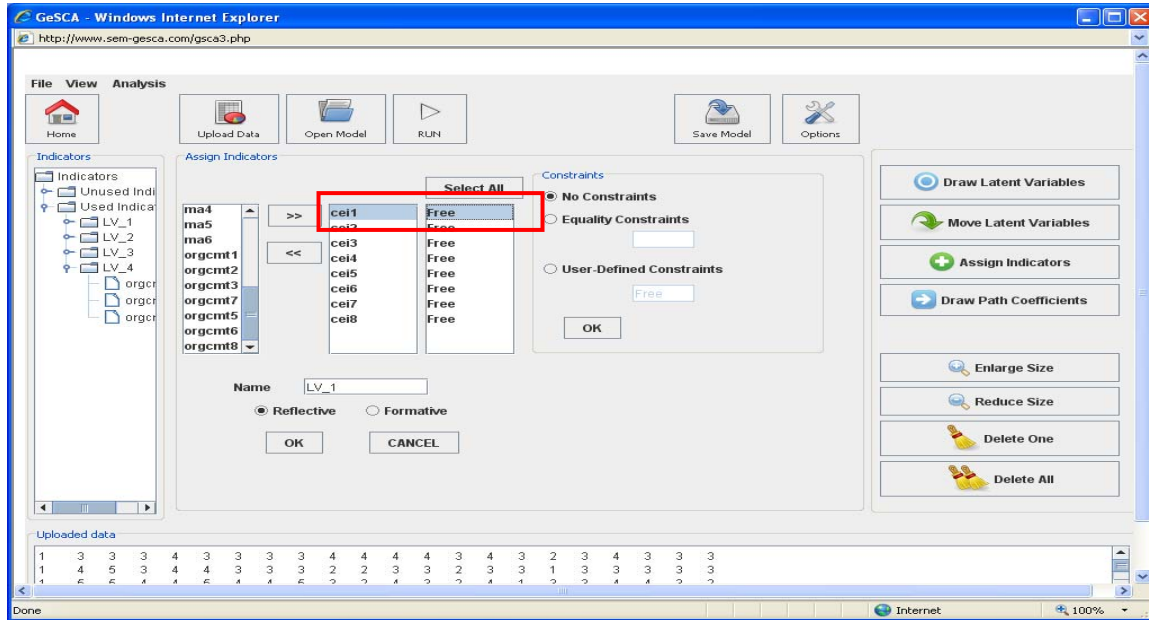 GeSCA - Windows Internet Explorer
http://www.sem-gesca.com/gsca3.php
File View Analysis
Home
Upload Data
Open Model
RUN
Save Model
Options
Indicators
Indicators
Unused Indi
Used Indica
LV_1
LV_2
LV_3
LV_4
orgcr
orgcr
orgcr
Assign Indicators
Select All
ma4
ma5
ma6
orgcmt1
orgcmt2
orgcmt3
orgcmt7
orgcmt5
orgcmt6
orgcmt8
>>
<<
cei1 Free
cei2 Free
cei3 Free
cei4 Free
cei5 Free
cei6 Free
cei7 Free
cei8 Free
Constraints
No Constraints
Equality Constraints
User-Defined Constraints
Free
OK
Name LV_1
Reflective Formative
OK CANCEL
Draw Latent Variables
Move Latent Variables
Assign Indicators
Draw Path Coefficients
Enlarge Size
Reduce Size
Delete One
Delete All
Uploaded data
1 3 3 3 4 3 3 3 3 4 4 4 4 3 4 3 2 3 4 3 3 3
1 4 5 3 4 4 3 3 3 2 2 3 3 2 3 3 1 3 3 3 3 3
Done Internet 100%